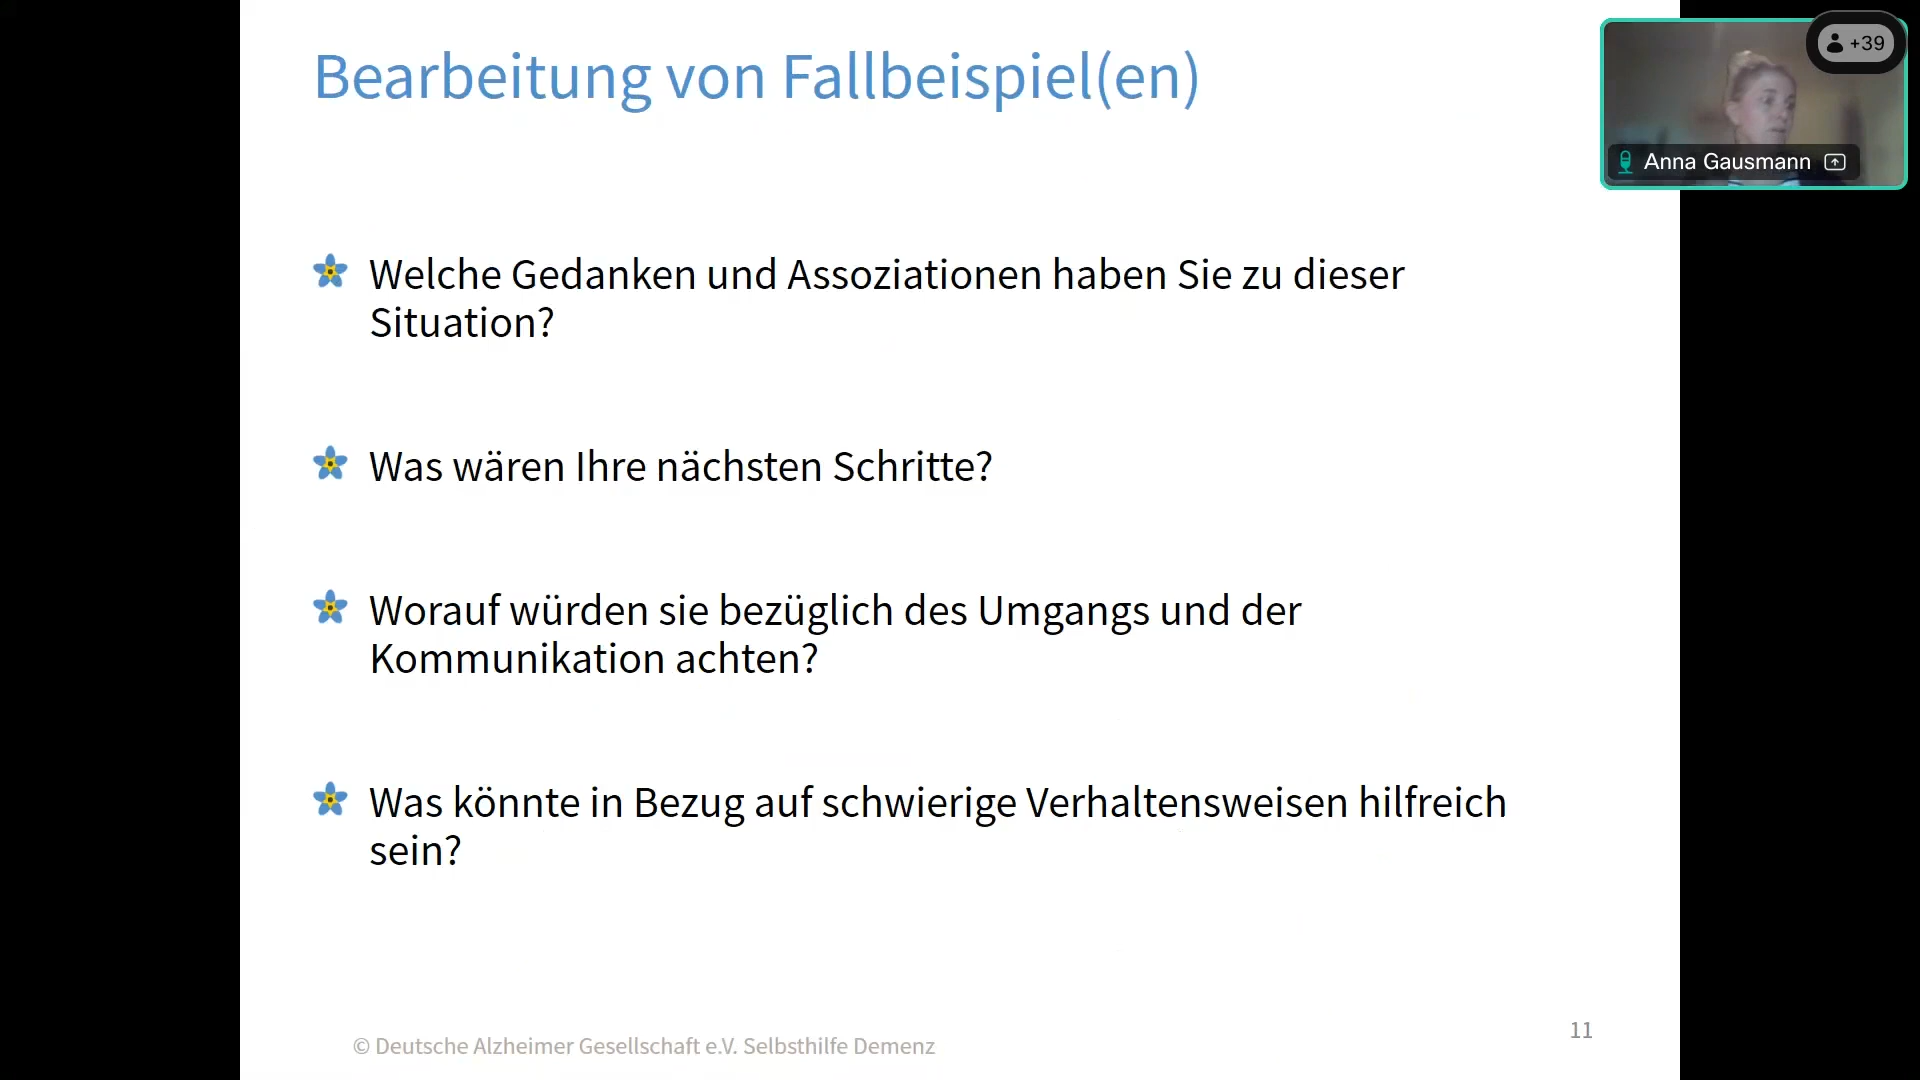 Bearbeitung von Fallbeispiel(en)
+39
Anna Gausmann
Welche Gedanken und Assoziationen haben Sie zu dieser
Situation?
Was wären Ihre nächsten Schritte?
Worauf würden sie bezüglich des Umgangs und der
Kommunikation achten?
Was könnte in Bezug auf schwierige Verhaltensweisen hilfreich
sein?
© Deutsche Alzheimer Gesellschaft e.V. Selbsthilfe Demenz
11